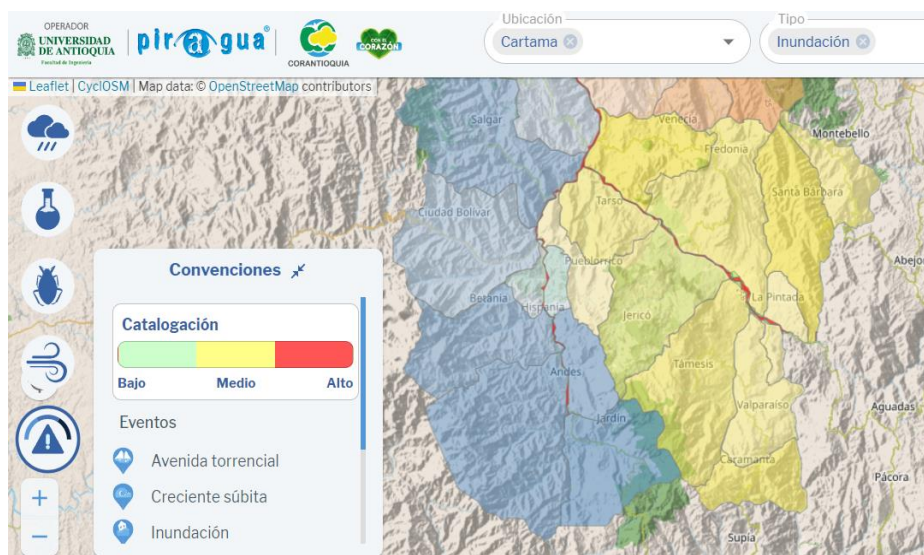 OPERADOR
UNIVERSIDAD
DE ANTIOQUIA
Facultad de Ingeniería
piragua
CORANTIOQUIA
CON EL
CORAZÓN
Ubicación
Cartama
Tipo
Inundación
Leaflet | CyclOSM | Map data: © OpenStreetMap contributors
Salgar
Venecia
Montebello
Fredonia
Tarso
Santa Bárbara
Ciudad Bolívar
Pueblorrico
Abejo
Betania
Hispania
La Pintada
Jericó
Támesis
Andes
Jardín
Valparaíso
Aguadas
Caramanta
Pácora
Supía
Convenciones
Catalogación
Bajo Medio Alto
Eventos
Avenida torrencial
Creciente súbita
Inundación
+
−